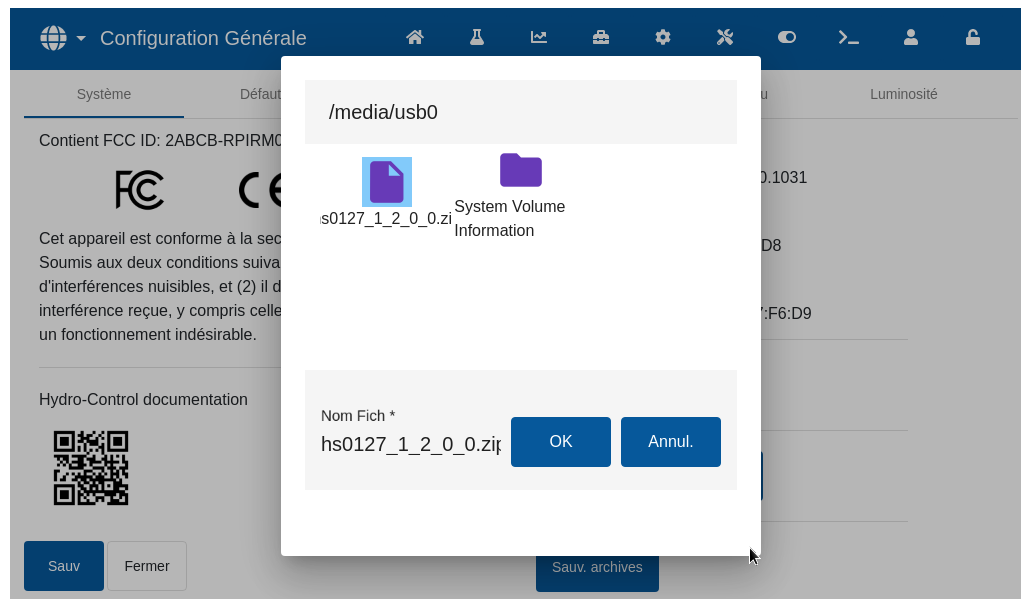 Configuration Générale
Système
Luminosité
/media/usb0
Contient FCC ID: 2ABCB-RPIRM0
0.1031
s0127_1_2_0_0.zi
System Volume
Information
Cet appareil est conforme à la sec
Soumis aux deux conditions suiva
d'interférences nuisibles, et (2) il d
interférence reçue, y compris celle
un fonctionnement indésirable.
D8
:F6:D9
Hydro-Control documentation
Nom Fich *
hs0127_1_2_0_0.zip
OK
Annul.
Sauv
Fermer
Sauv. archives